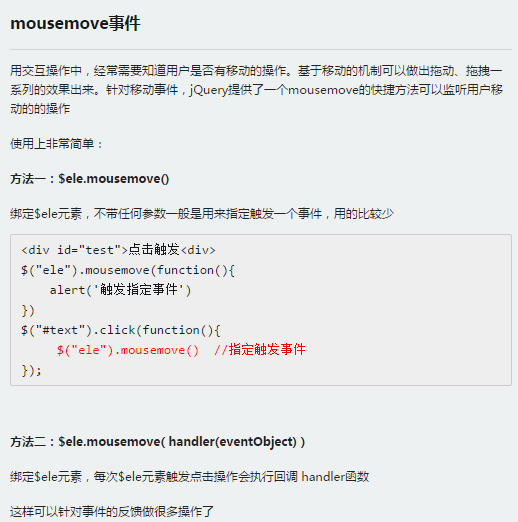 mousemove事件
用交互操作中，经常需要知道用户是否有移动的操作。基于移动的机制可以做出拖动、拖拽一
系列的效果出来。针对移动事件，jQuery提供了一个mousemove的快捷方法可以监听用户移
动的的操作
使用上非常简单：
方法一：$ele.mousemove()
绑定$ele元素，不带任何参数一般是用来指定触发一个事件，用的比较少
<div id="test">点击触发<div>
$("ele").mousemove(function(){
    alert('触发指定事件')
})
$("#text").click(function(){
     $("ele").mousemove()  //指定触发事件
});
方法二：$ele.mousemove( handler(eventObject) )
绑定$ele元素，每次$ele元素触发点击操作会执行回调 handler函数
这样可以针对事件的反馈做很多操作了